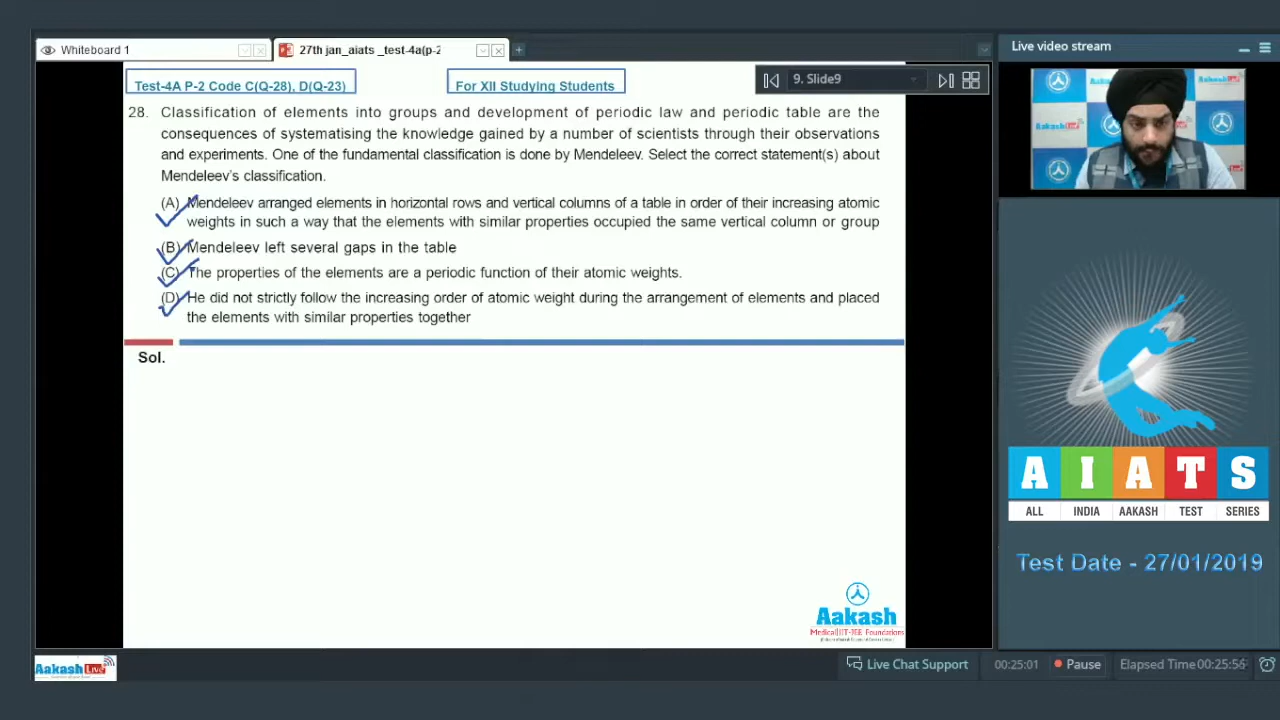 Whiteboard 1
27th jan_aiats _test-4a(p-2
Live video stream
Test-4A P-2 Code C(Q-28), D(Q-23)
For XII Studying Students
9. Slide9
28. Classification of elements into groups and development of periodic law and periodic table are the
consequences of systematising the knowledge gained by a number of scientists through their observations
and experiments. One of the fundamental classification is done by Mendeleev. Select the correct statement(s) about
Mendeleev's classification.
(A) Mendeleev arranged elements in horizontal rows and vertical columns of a table in order of their increasing atomic
weights in such a way that the elements with similar properties occupied the same vertical column or group
(B) Mendeleev left several gaps in the table
(C) The properties of the elements are a periodic function of their atomic weights.
(D) He did not strictly follow the increasing order of atomic weight during the arrangement of elements and placed
the elements with similar properties together
Sol.
AakashLive
A I A T S
ALL INDIA AAKASH TEST SERIES
Test Date - 27/01/2019
Aakash
Medical|IIT-JEE|Foundations
Aakash Live
Live Chat Support
00:25:01
Pause
Elapsed Time00:25:56